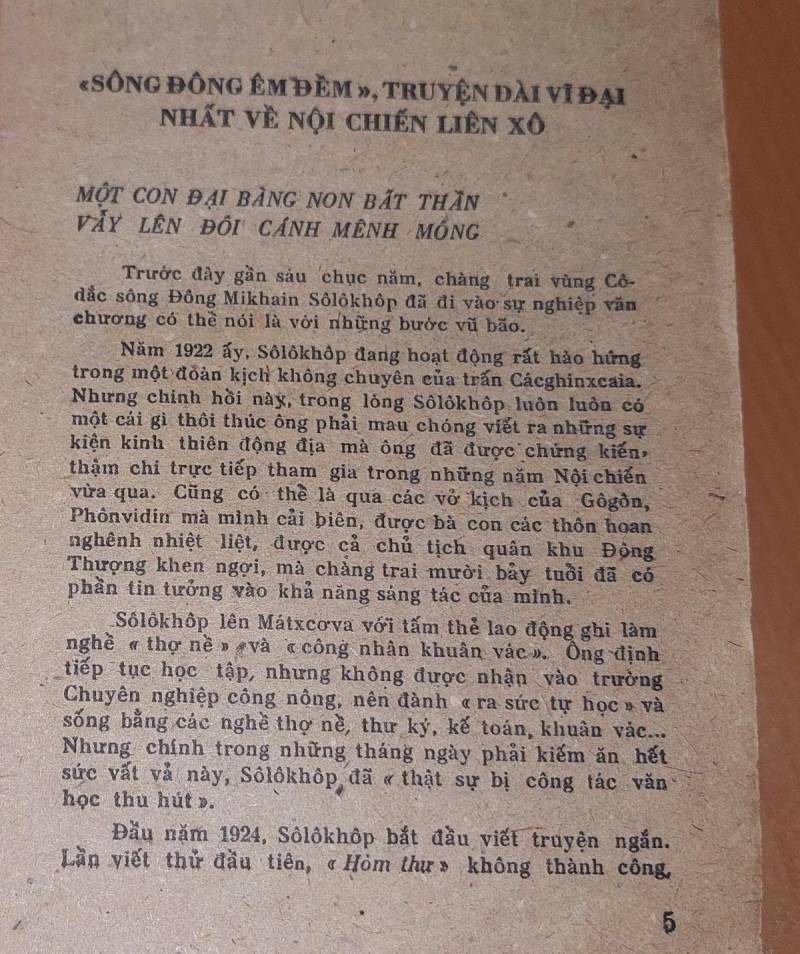 «SÔNG ĐÔNG ÊM ĐỀM», TRUYỆN DÀI VĨ ĐẠI
NHẤT VỀ NỘI CHIẾN LIÊN XÔ
MỘT CON ĐẠI BÀNG NON BẤT THẦN
VẪY LÊN ĐÔI CÁNH MÊNH MÔNG
Trước đây gần sáu chục năm, chàng trai vùng Cô-
dắc sông Đông Mikhain Sôlôkhôp đã đi vào sự nghiệp văn
chương có thể nói là với những bước vũ bão.
Năm 1922 ấy, Sôlôkhôp đang hoạt động rất hào hứng
trong một đoàn kịch không chuyên của trấn Cácghinxcaia.
Nhưng chính hồi này, trong lòng Sôlôkhôp luôn luôn có
một cái gì thôi thúc ông phải mau chóng viết ra những sự
kiện kinh thiên động địa mà ông đã được chứng kiến,
thậm chí trực tiếp tham gia trong những năm Nội chiến
vừa qua. Cũng có thể là qua các vở kịch của Gôgôn,
Phônvidin mà mình cải biên, được bà con các thôn hoan
nghênh nhiệt liệt, được cả chủ tịch quân khu Đông
Thượng khen ngợi, mà chàng trai mười bảy tuổi đã có
phần tin tưởng vào khả năng sáng tác của mình.
Sôlôkhôp lên Mátxcơva với tấm thẻ lao động ghi làm
nghề «thợ nề» và «công nhân khuân vác». Ông định
tiếp tục học tập, nhưng không được nhận vào trường
Chuyên nghiệp công nông, nên đành «ra sức tự học» và
sống bằng các nghề thợ nề, thư ký, kế toán, khuân vác...
Nhưng chính trong những tháng ngày phải kiếm ăn hết
sức vất vả này, Sôlôkhôp đã «thật sự bị công tác văn
học thu hút».
Đầu năm 1924, Sôlôkhôp bắt đầu viết truyện ngắn.
Lần viết thử đầu tiên, «Hòm thư» không thành công,
5